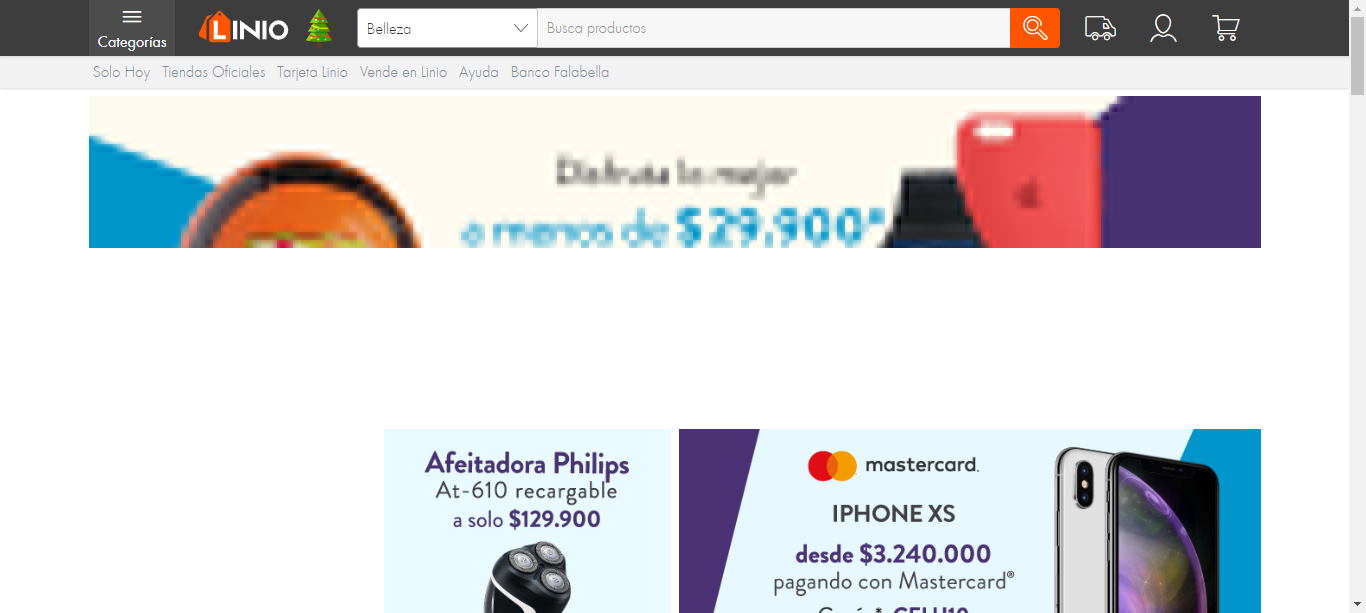 Categorías
LINIO
Belleza
Busca productos
Solo Hoy Tiendas Oficiales Tarjeta Linio Vende en Linio Ayuda Banco Falabella
Disfruta lo mejor
a menos de $29.900*
Afeitadora Philips
At-610 recargable
a solo $129.900
mastercard.
IPHONE XS
desde $3.240.000
pagando con Mastercard®